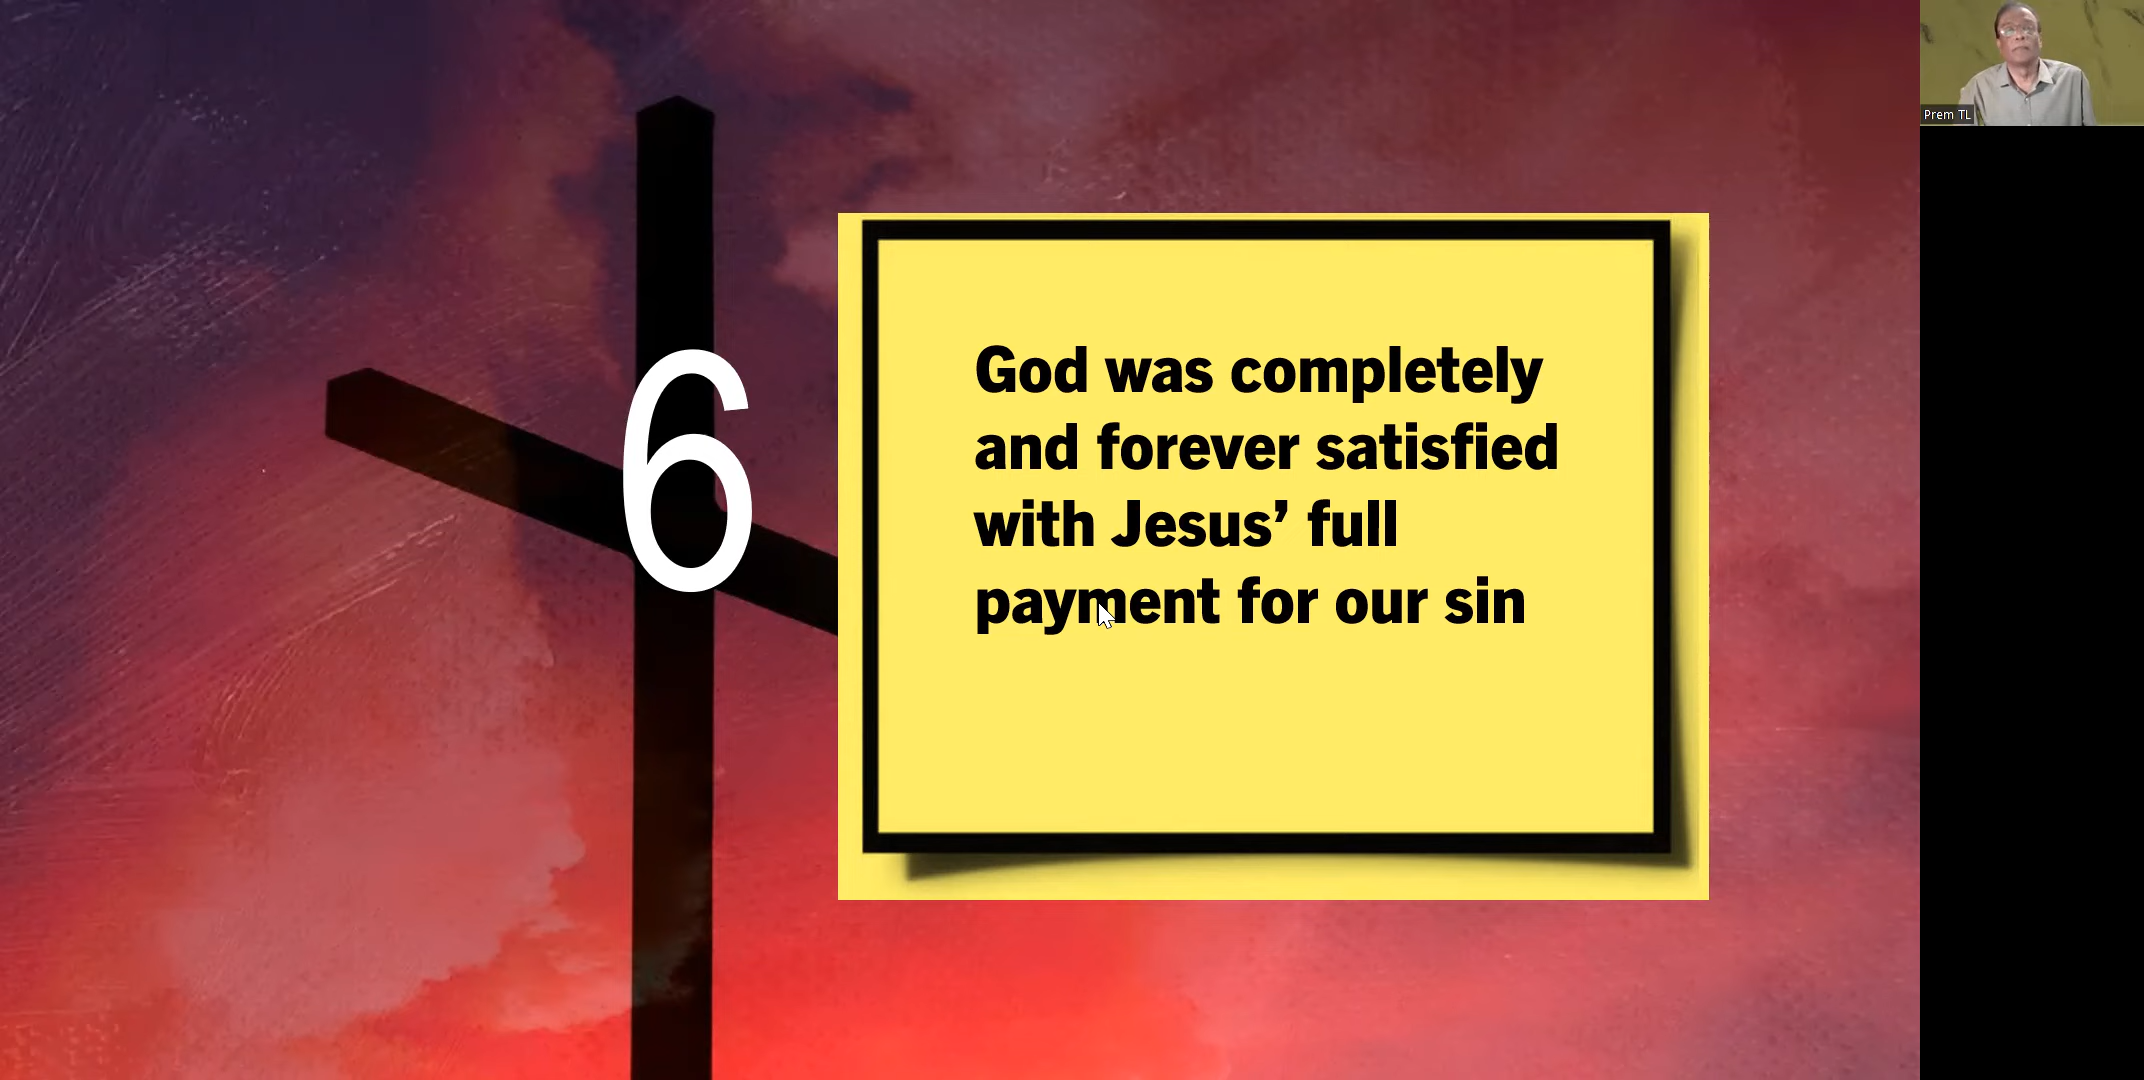 6
God was completely
and forever satisfied
with Jesus’ full
payment for our sin
Prem TL